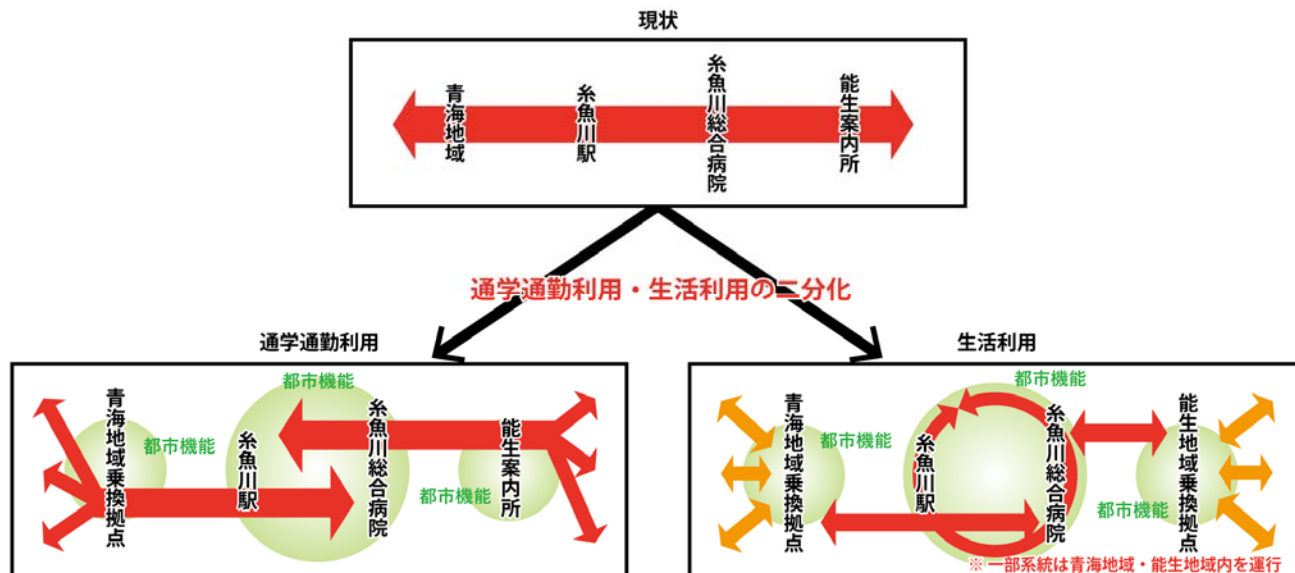 現状
青海地域
糸魚川駅
糸魚川総合病院
能生案内所
通学通勤利用・生活利用の二分化
通学通勤利用
都市機能
青海地域乗換拠点
都市機能
糸魚川駅
糸魚川総合病院
都市機能
能生案内所
生活利用
都市機能
青海地域乗換拠点
都市機能
糸魚川駅
糸魚川総合病院
都市機能
能生地域乗換拠点
※ 一部系統は青海地域・能生地域内を運行